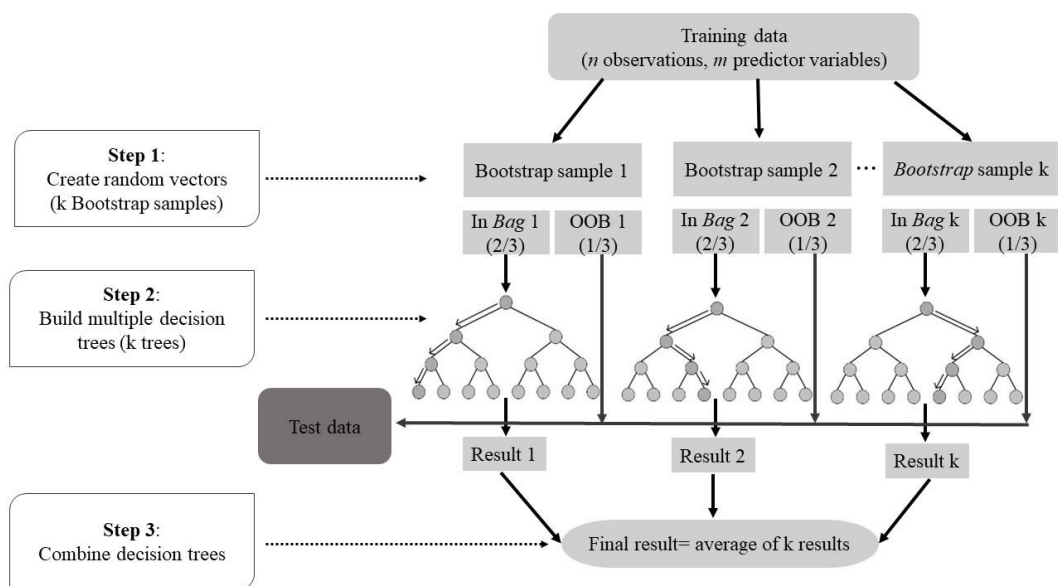 Training data
(n observations, m predictor variables)
Step 1:
Create random vectors
(k Bootstrap samples)
Bootstrap sample 1
Bootstrap sample 2
...
Bootstrap sample k
In Bag 1
(2/3)
OOB 1
(1/3)
In Bag 2
(2/3)
OOB 2
(1/3)
In Bag k
(2/3)
OOB k
(1/3)
Step 2:
Build multiple decision
trees (k trees)
Test data
Result 1
Result 2
Result k
Step 3:
Combine decision trees
Final result= average of k results